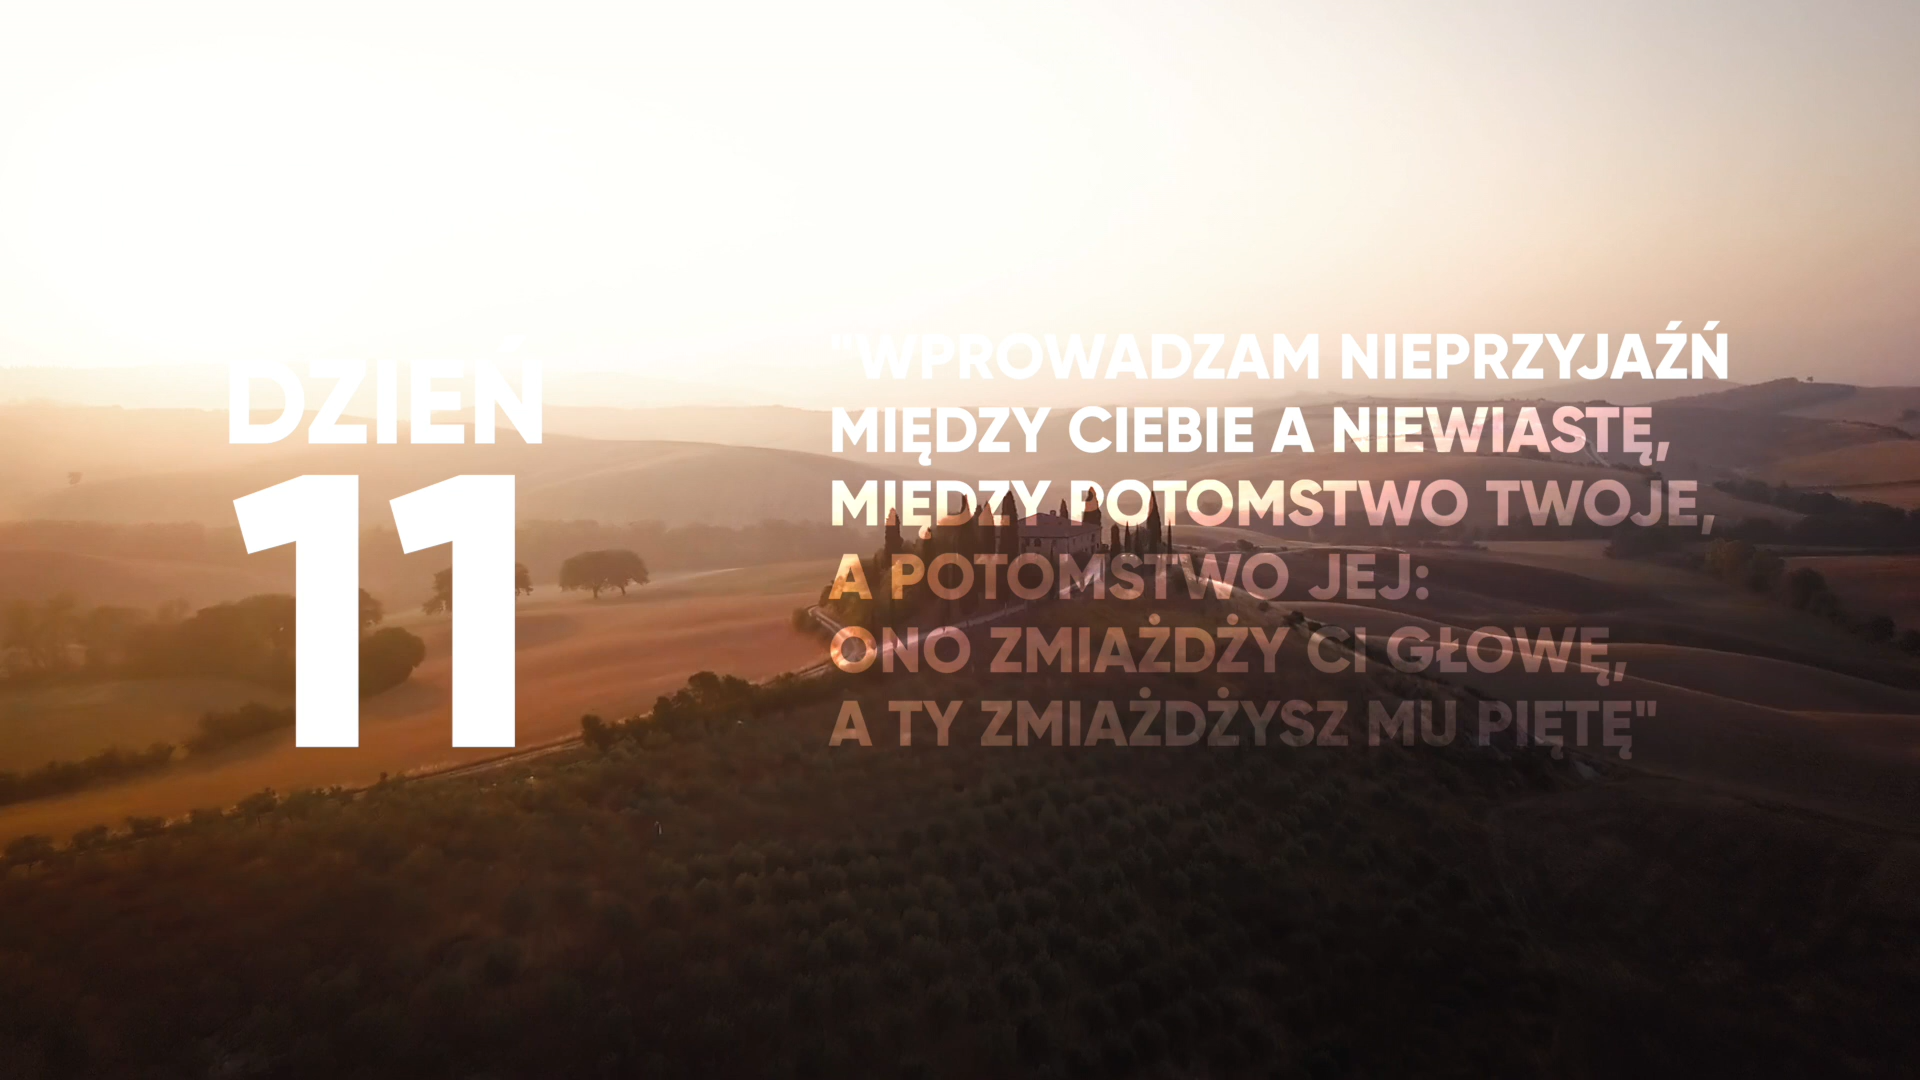 DZIEŃ
11
"WPROWADZAM NIEPRZYJAŹŃ
MIĘDZY CIEBIE A NIEWIASTĘ,
MIĘDZY POTOMSTWO TWOJE,
A POTOMSTWO JEJ:
ONO ZMIAŻDŻY CI GŁOWĘ,
A TY ZMIAŻDŻYSZ MU PIĘTĘ"